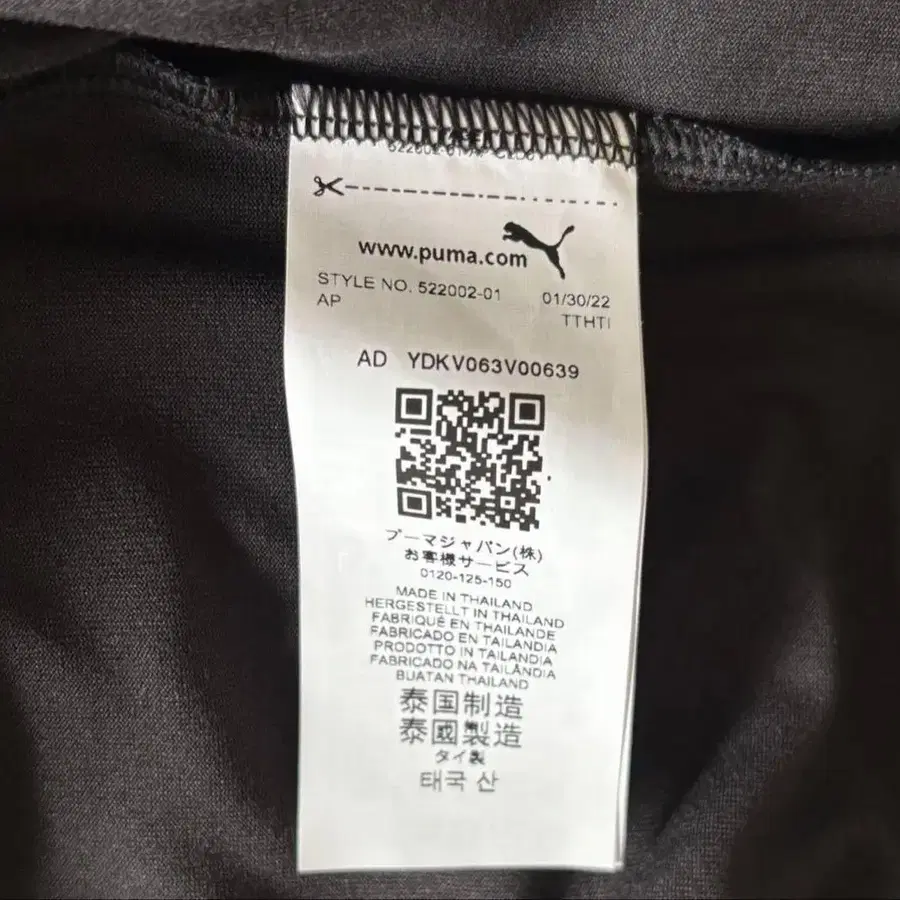 www.puma.com
STYLE NO. 522002-01 01/30/22
AP TTHTI
AD YDKV063V00639
プーマジャパン(株)
お客様サービス
0120-125-150
MADE IN THAILAND
HERGESTELLT IN THAILAND
FABRIQUÉ EN THAILANDE
FABRICADO EN TAILANDIA
PRODOTTO IN TAILANDIA
FABRICADO NA TAILÂNDIA
BUATAN THAILAND
泰国制造
泰國製造
タイ製
태국 산